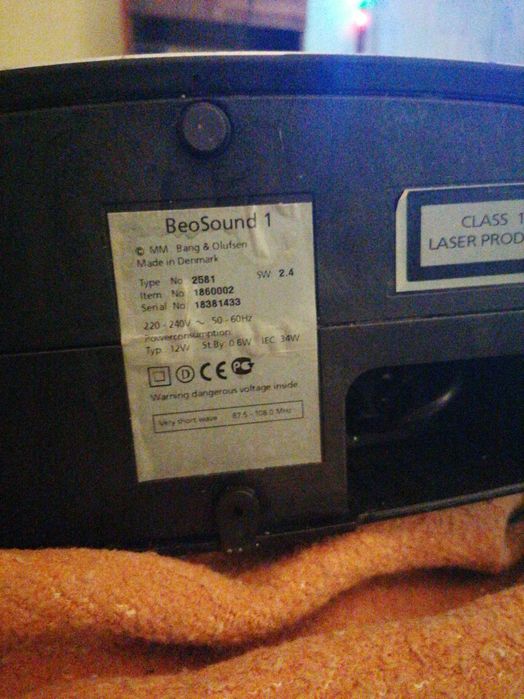 BeoSound 1
© MM Bang & Olufsen
Made in Denmark
Type No. 2581 SW 2.4
Item No. 1860002
Serial No. 18381433
220 - 240V ~ 50 - 60Hz
Powerconsumption:
Typ. 12W St.By: 0.6W IEC: 34W
D CE PG
Warning dangerous voltage inside
Very short wave 87.5 - 108.0 MHz
CLASS 1
LASER PROD